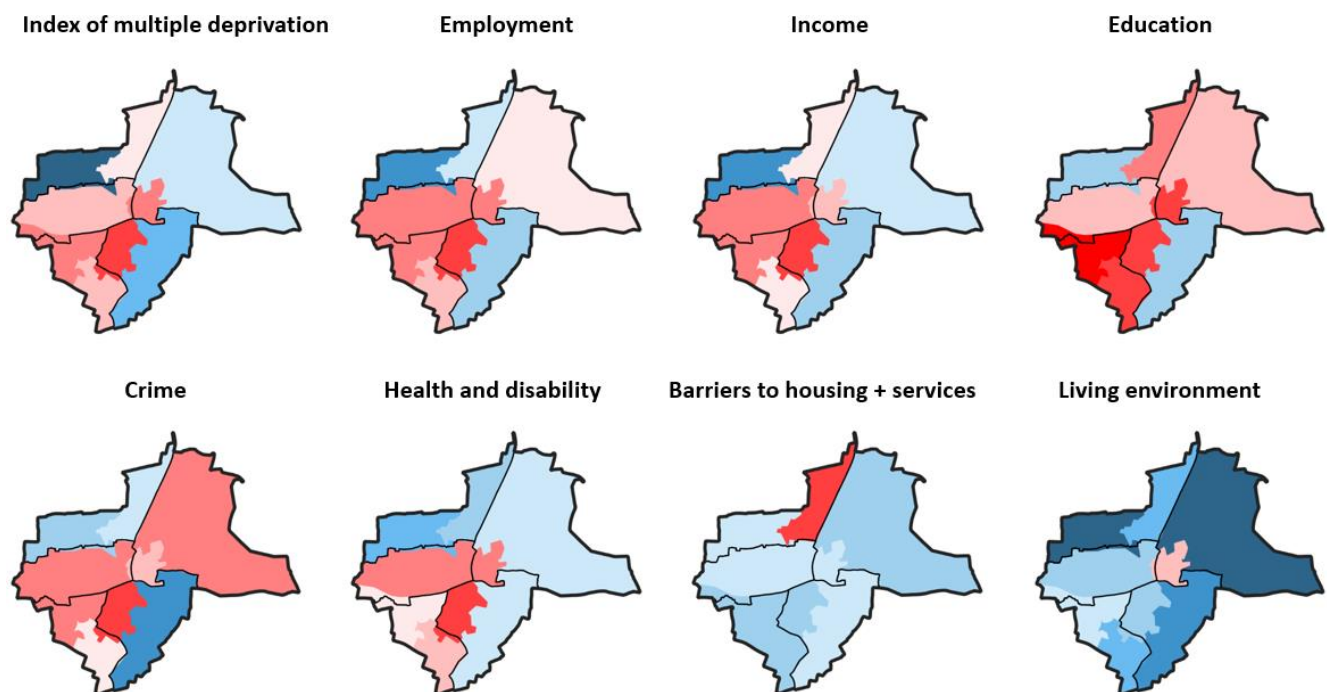 Index of multiple deprivation
Employment
Income
Education
Crime
Health and disability
Barriers to housing + services
Living environment